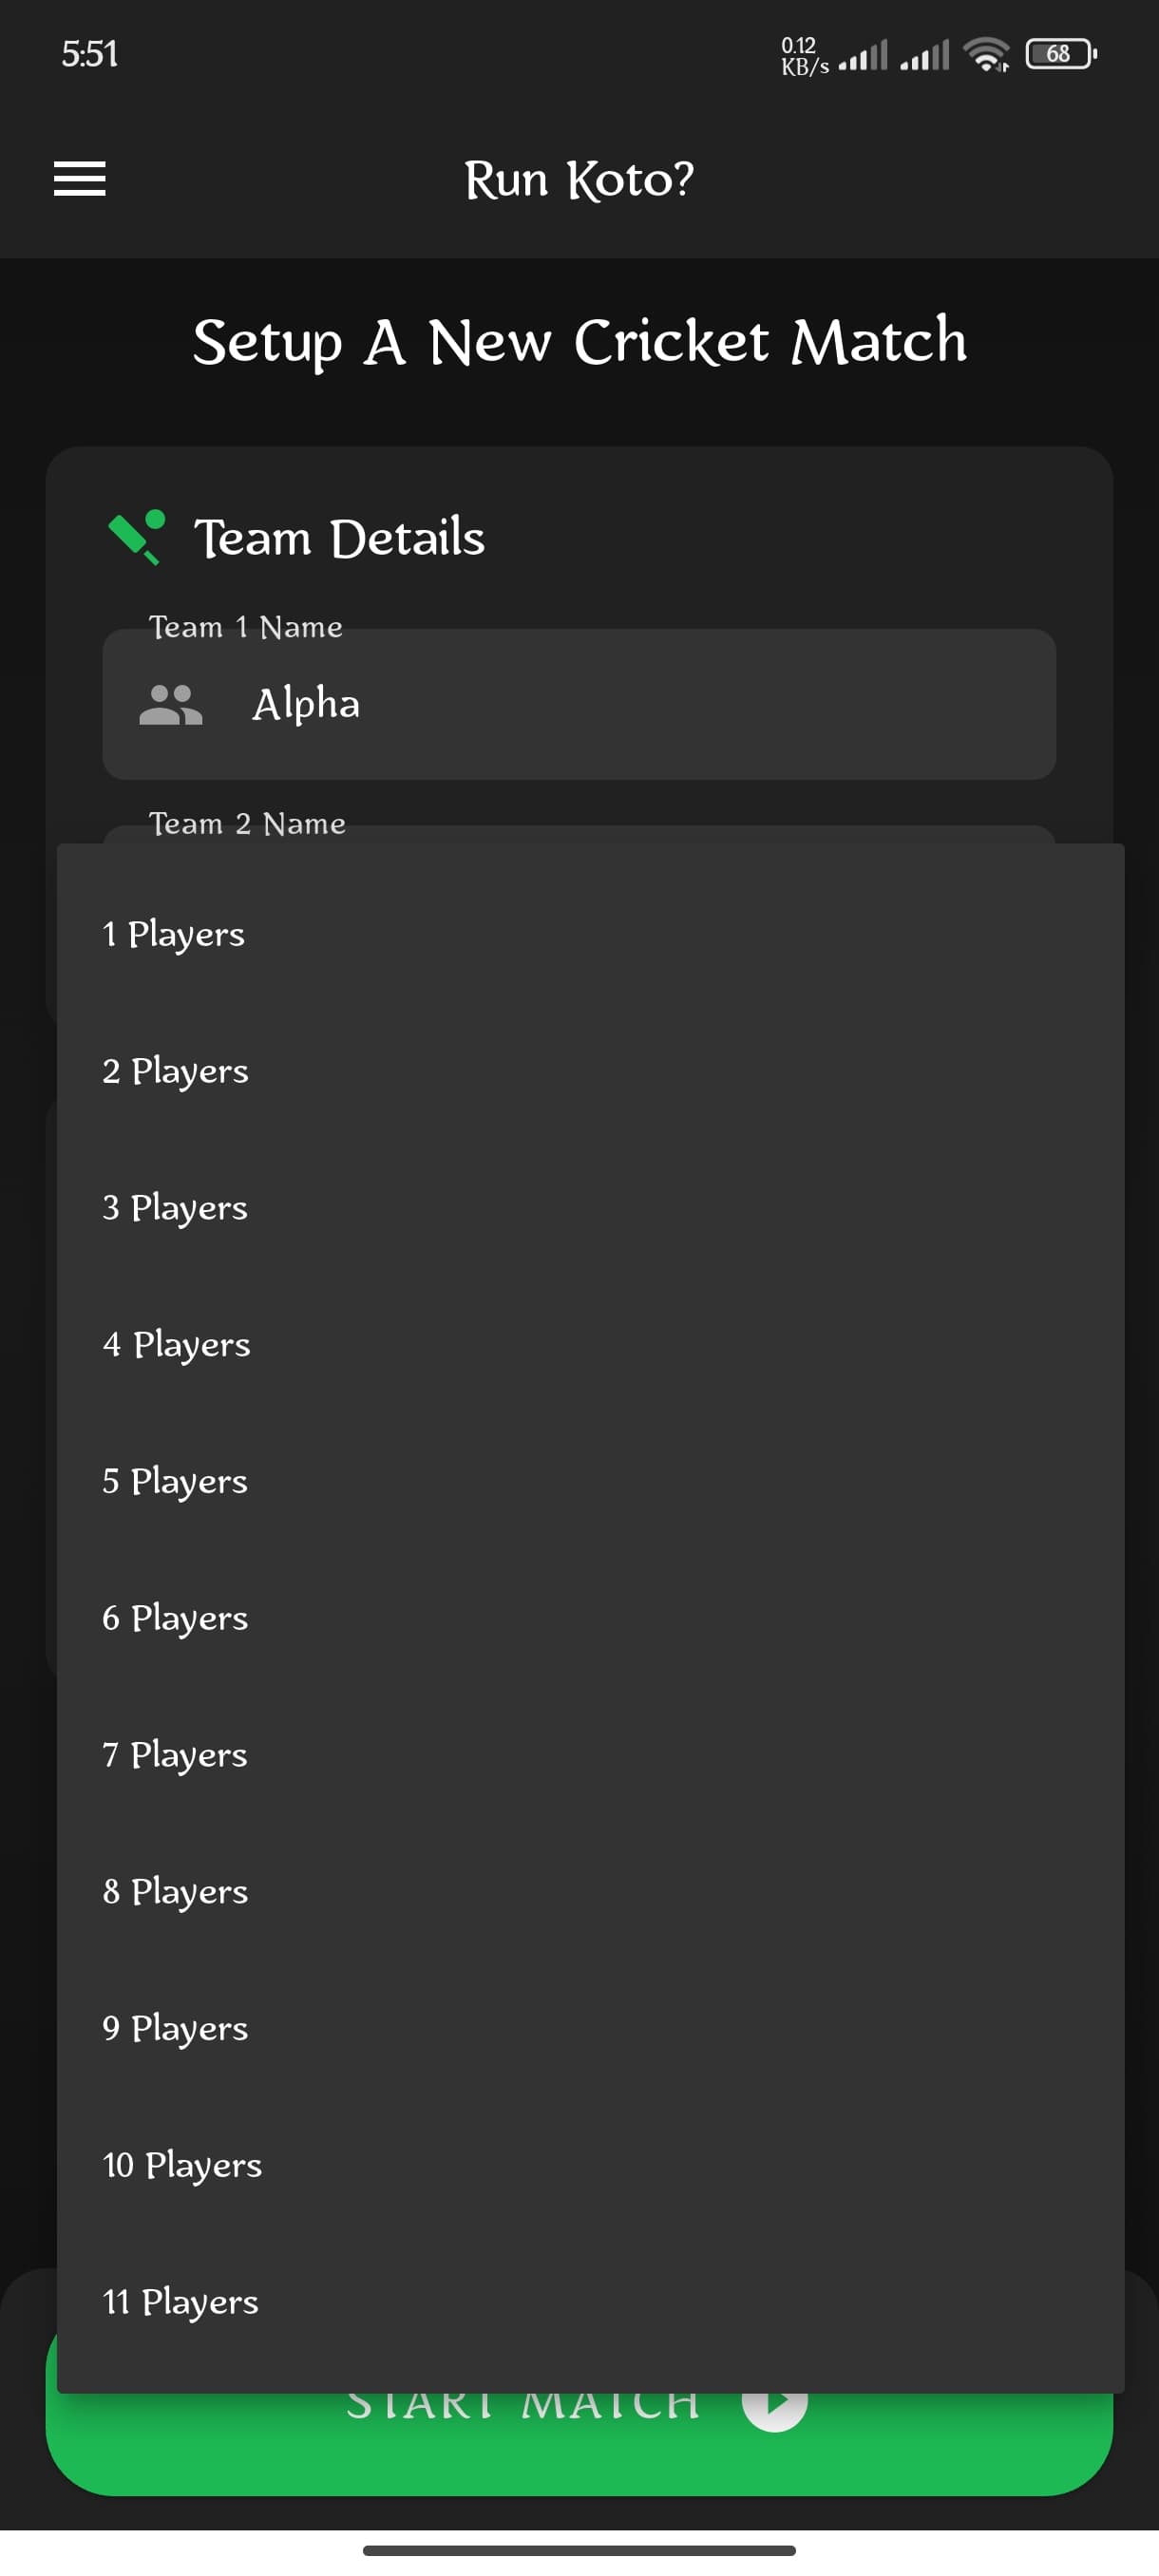 5:51
0.12
KB/s
68
Run Koto?
Setup A New Cricket Match
Team Details
Team 1 Name
Alpha
Team 2 Name
1 Players
2 Players
3 Players
4 Players
5 Players
6 Players
7 Players
8 Players
9 Players
10 Players
11 Players
START MATCH